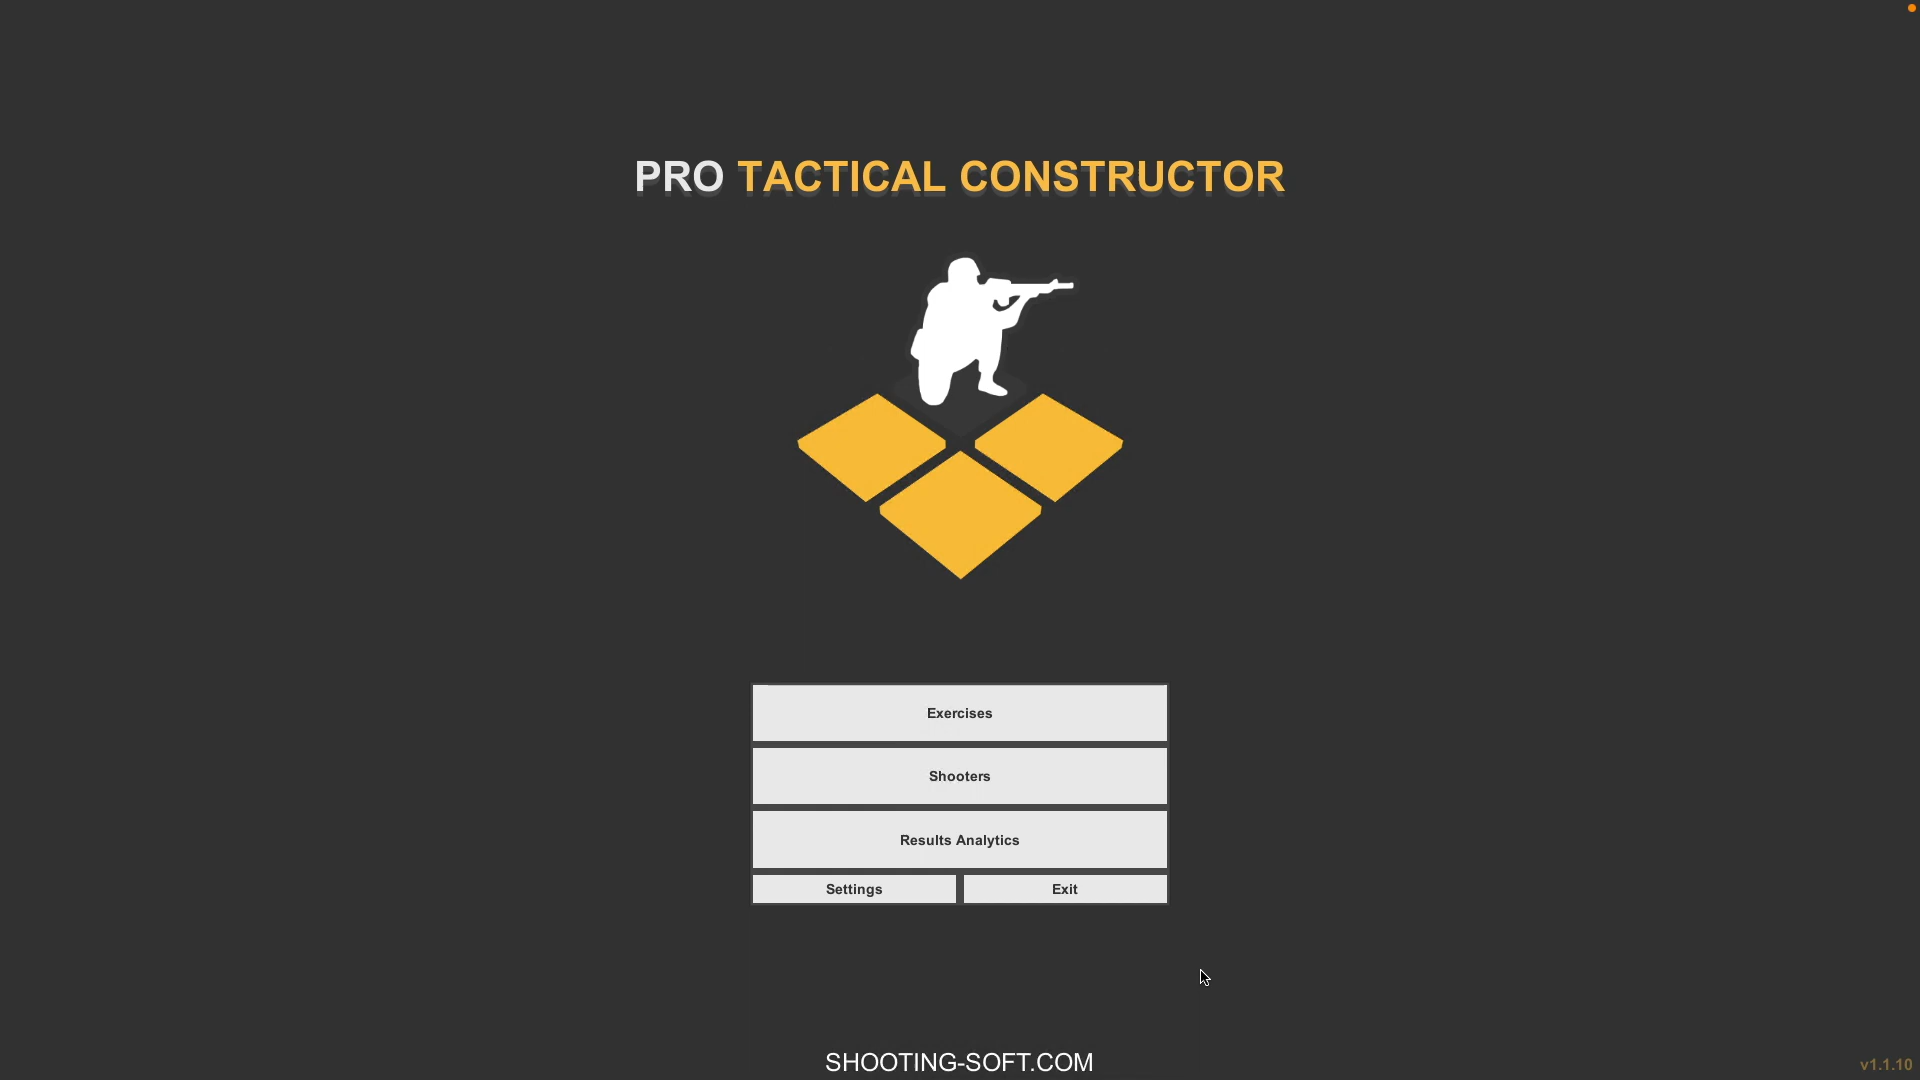 PRO TACTICAL CONSTRUCTOR
Exercises
Shooters
Results Analytics
Settings
Exit
SHOOTING-SOFT.COM
v1.1.10